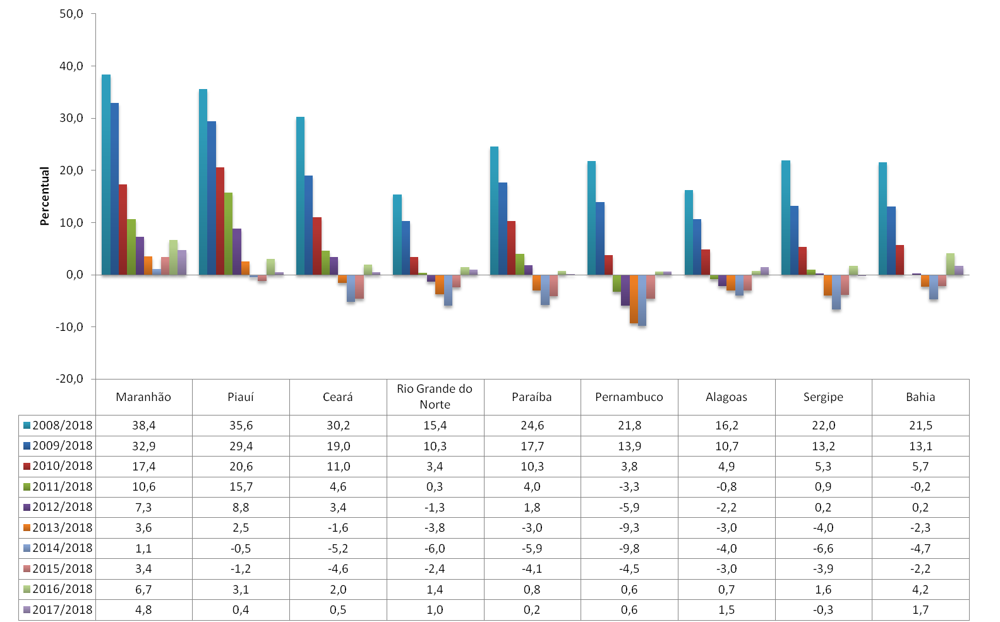 50,0
40,0
30,0
20,0
10,0
0,0
-10,0
-20,0
Percentual
Maranhão Piauí Ceará Rio Grande do Norte Paraíba Pernambuco Alagoas Sergipe Bahia
2008/2018 38,4 35,6 30,2 15,4 24,6 21,8 16,2 22,0 21,5
2009/2018 32,9 29,4 19,0 10,3 17,7 13,9 10,7 13,2 13,1
2010/2018 17,4 20,6 11,0 3,4 10,3 3,8 4,9 5,3 5,7
2011/2018 10,6 15,7 4,6 0,3 4,0 -3,3 -0,8 0,9 -0,2
2012/2018 7,3 8,8 3,4 -1,3 1,8 -5,9 -2,2 0,2 0,2
2013/2018 3,6 2,5 -1,6 -3,8 -3,0 -9,3 -3,0 -4,0 -2,3
2014/2018 1,1 -0,5 -5,2 -6,0 -5,9 -9,8 -4,0 -6,6 -4,7
2015/2018 3,4 -1,2 -4,6 -2,4 -4,1 -4,5 -3,0 -3,9 -2,2
2016/2018 6,7 3,1 2,0 1,4 0,8 0,6 0,7 1,6 4,2
2017/2018 4,8 0,4 0,5 1,0 0,2 0,6 1,5 -0,3 1,7